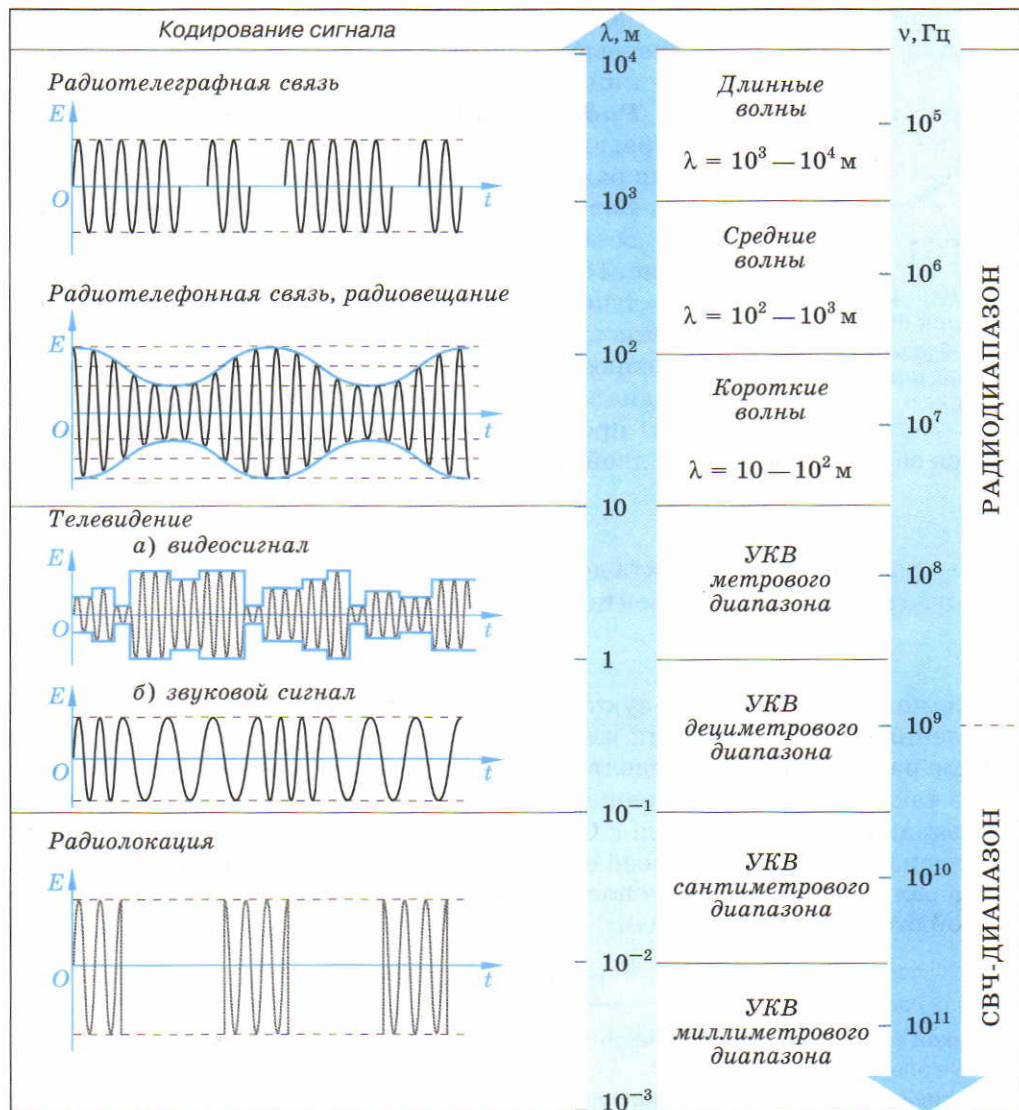 Кодирование сигнала
λ, м
ν, Гц
Радиотелеграфная связь
E
O
t
Радиотелефонная связь, радиовещание
E
O
t
Телевидение
а) видеосигнал
E
O
t
б) звуковой сигнал
E
O
t
Радиолокация
E
O
t
10⁴
10³
10²
10
1
10⁻¹
10⁻²
10⁻³
Длинные
волны
λ = 10³ — 10⁴ м
Средние
волны
λ = 10² — 10³ м
Короткие
волны
λ = 10 — 10² м
УКВ
метрового
диапазона
УКВ
дециметрового
диапазона
УКВ
сантиметрового
диапазона
УКВ
миллиметрового
диапазона
10⁵
10⁶
10⁷
10⁸
10⁹
10¹⁰
10¹¹
РАДИОДИАПАЗОН
СВЧ-ДИАПАЗОН